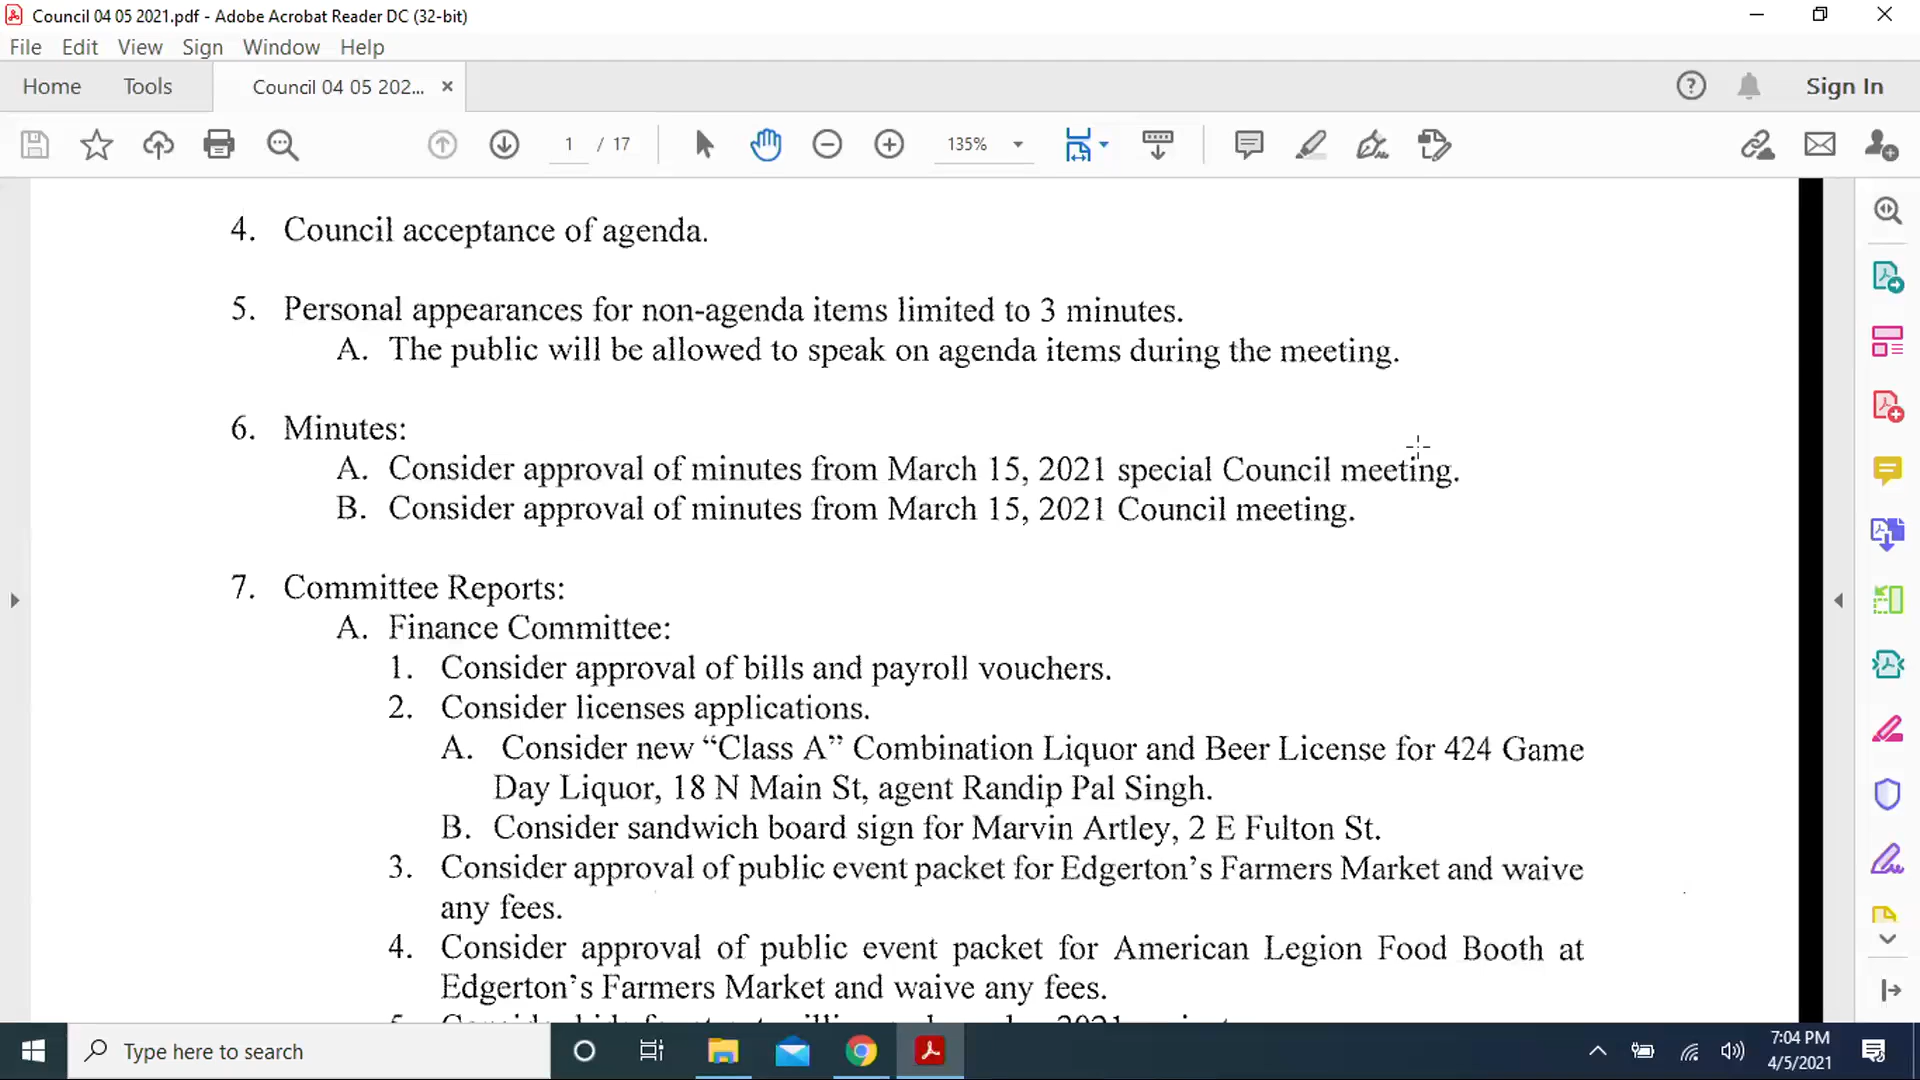 Council 04 05 2021.pdf - Adobe Acrobat Reader DC (32-bit)
File Edit View Sign Window Help
Home Tools Council 04 05 202... × Sign In
1 / 17 135%
4. Council acceptance of agenda.
5. Personal appearances for non-agenda items limited to 3 minutes.
A. The public will be allowed to speak on agenda items during the meeting.
6. Minutes:
A. Consider approval of minutes from March 15, 2021 special Council meeting.
B. Consider approval of minutes from March 15, 2021 Council meeting.
7. Committee Reports:
A. Finance Committee:
1. Consider approval of bills and payroll vouchers.
2. Consider licenses applications.
A. Consider new “Class A” Combination Liquor and Beer License for 424 Game
Day Liquor, 18 N Main St, agent Randip Pal Singh.
B. Consider sandwich board sign for Marvin Artley, 2 E Fulton St.
3. Consider approval of public event packet for Edgerton’s Farmers Market and waive
any fees.
4. Consider approval of public event packet for American Legion Food Booth at
Edgerton’s Farmers Market and waive any fees.
Type here to search
7:04 PM
4/5/2021